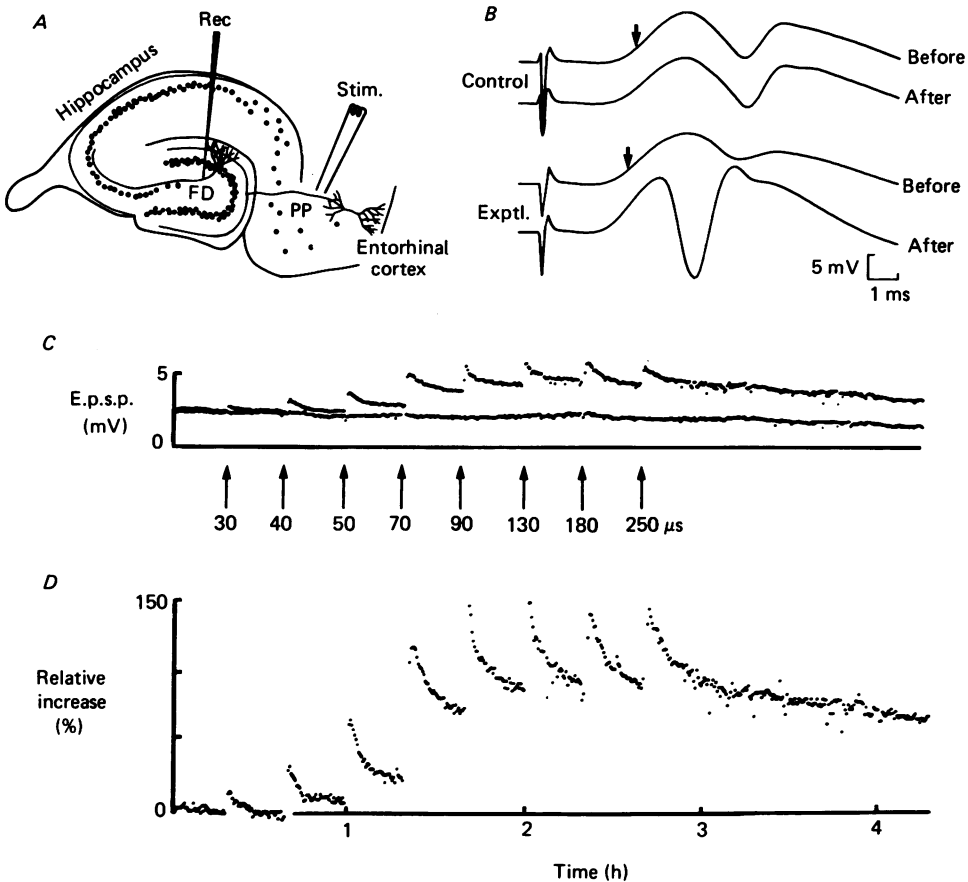 A
Rec
Hippocampus
Stim.
FD
PP
Entorhinal
cortex
B
Before
Control
After
Before
Exptl.
After
5 mV
1 ms
C
5
E.p.s.p.
(mV)
0
30 40 50 70 90 130 180 250 μs
D
150
Relative
increase
(%)
0
1 2 3 4
Time (h)